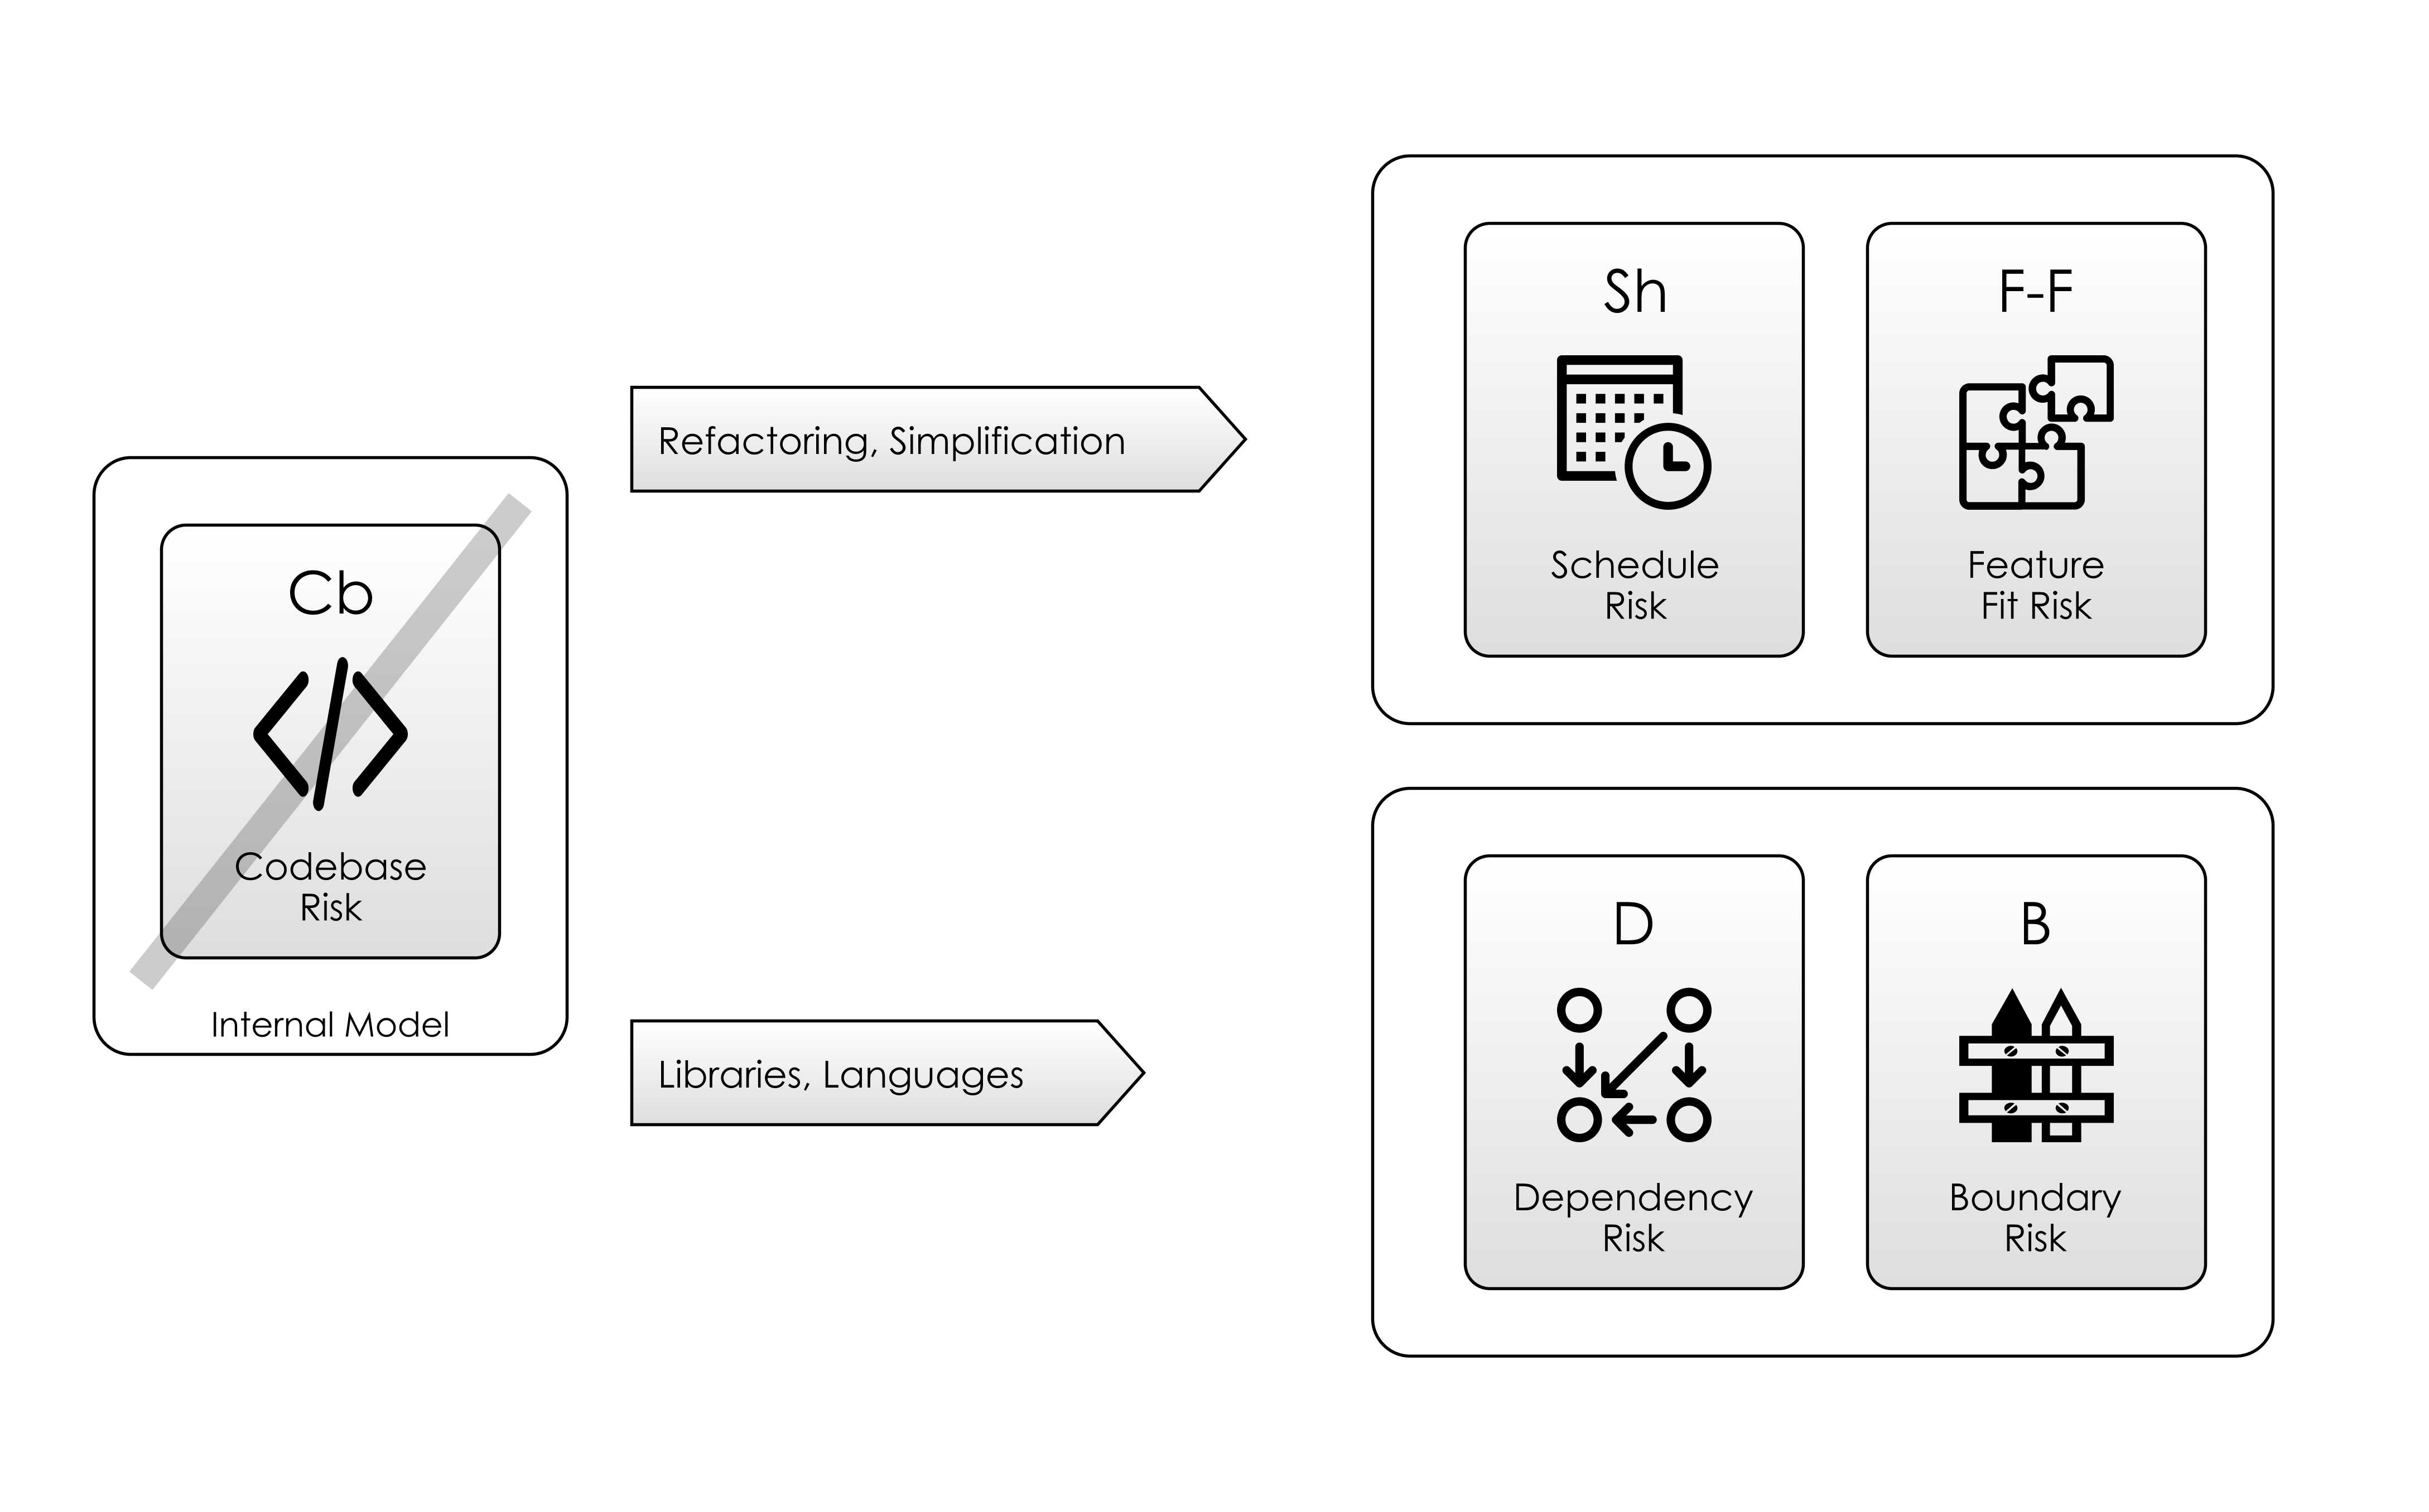 Cb
Codebase
Risk
Internal Model
Refactoring, Simplification
Libraries, Languages
Sh
Schedule
Risk
F-F
Feature
Fit Risk
D
Dependency
Risk
B
Boundary
Risk